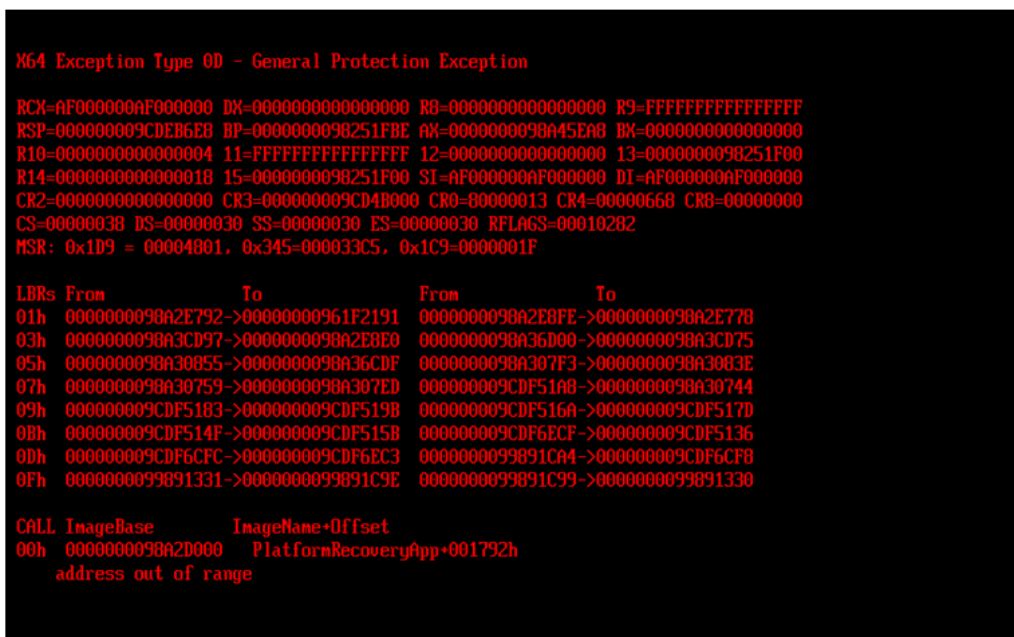 X64 Exception Type 0D - General Protection Exception
RCX=AF000000AF000000 DX=0000000000000000 R8=0000000000000000 R9=FFFFFFFFFFFFFFFF
RSP=000000009CDEB6E8 BP=0000000098251FBE AX=0000000098A45EA8 BX=0000000000000000
R10=0000000000000004 11=FFFFFFFFFFFFFFFF 12=0000000000000000 13=0000000098251F00
R14=0000000000000018 15=0000000098251F00 SI=AF000000AF000000 DI=AF000000AF000000
CR2=0000000000000000 CR3=000000009CD4B000 CR0=80000013 CR4=00000668 CR8=00000000
CS=00000038 DS=00000030 SS=00000030 ES=00000030 RFLAGS=00010282
MSR: 0x1D9 = 00004801, 0x345=000033C5, 0x1C9=0000001F
LBRs From To From To
01h 0000000098A2E792->00000000961F2191 0000000098A2E8FE->0000000098A2E778
03h 0000000098A3CD97->0000000098A2E8E0 0000000098A36D00->0000000098A3CD75
05h 0000000098A30855->0000000098A36CDF 0000000098A307F3->0000000098A3083E
07h 0000000098A30759->0000000098A307ED 000000009CDF51A8->0000000098A30744
09h 000000009CDF5183->000000009CDF519B 000000009CDF516A->000000009CDF517D
0Bh 000000009CDF514F->000000009CDF515B 000000009CDF6ECF->000000009CDF5136
0Dh 000000009CDF6CFC->000000009CDF6EC3 0000000099891CA4->000000009CDF6CF8
0Fh 0000000099891331->0000000099891C9E 0000000099891C99->0000000099891330
CALL ImageBase ImageName+Offset
00h 0000000098A2D000 PlatformRecoveryApp+001792h
address out of range